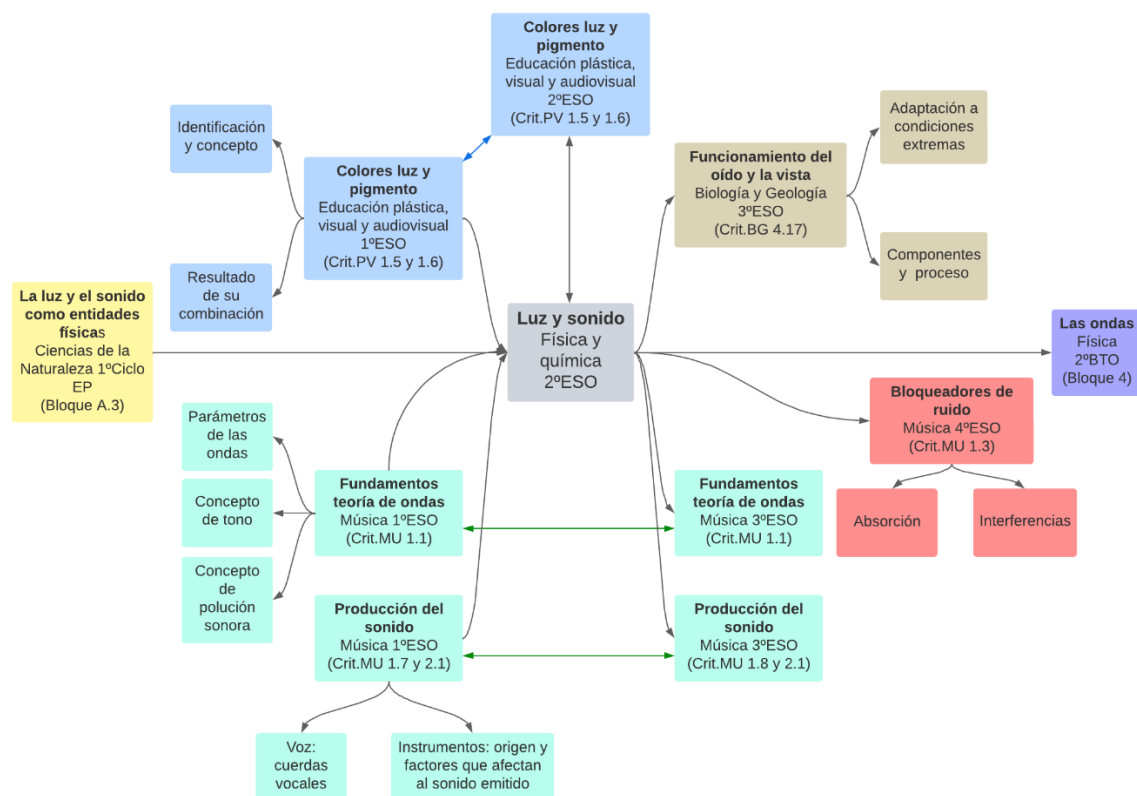 Colores luz y
pigmento
Educación plástica,
visual y audiovisual
2ºESO
(Crit.PV 1.5 y 1.6)
Identificación
y concepto
Colores luz y
pigmento
Educación plástica,
visual y audiovisual
1ºESO
(Crit.PV 1.5 y 1.6)
Resultado
de su
combinación
Funcionamiento del
oído y la vista
Biología y Geología
3ºESO
(Crit.BG 4.17)
Adaptación a
condiciones
extremas
Componentes
y proceso
La luz y el sonido
como entidades
físicas
Ciencias de la
Naturaleza 1ºCiclo
EP
(Bloque A.3)
Luz y sonido
Física y
química
2ºESO
Las ondas
Física
2ºBTO
(Bloque 4)
Bloqueadores de
ruido
Música 4ºESO
(Crit.MU 1.3)
Absorción
Interferencias
Parámetros
de las
ondas
Concepto
de tono
Concepto
de
polución
sonora
Fundamentos
teoría de ondas
Música 1ºESO
(Crit.MU 1.1)
Fundamentos
teoría de ondas
Música 3ºESO
(Crit.MU 1.1)
Producción del
sonido
Música 1ºESO
(Crit.MU 1.7 y 2.1)
Producción del
sonido
Música 3ºESO
(Crit.MU 1.8 y 2.1)
Voz:
cuerdas
vocales
Instrumentos: origen y
factores que afectan
al sonido emitido